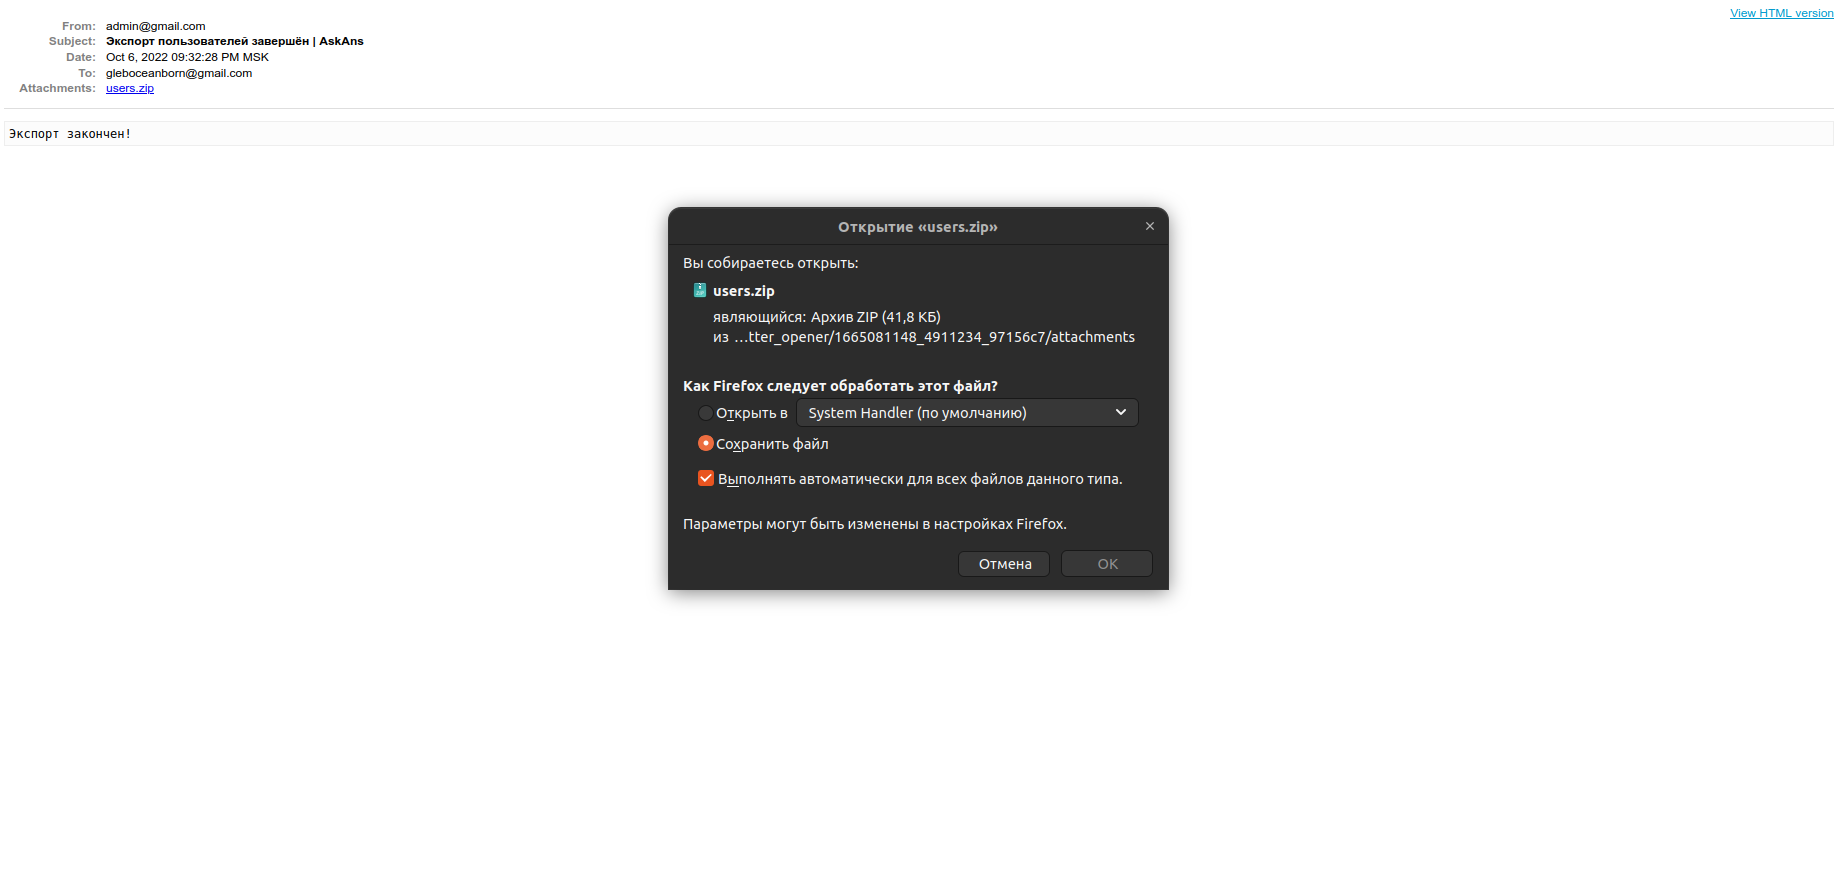 View HTML version
From: admin@gmail.com
Subject: Экспорт пользователей завершён | AskAns
Date: Oct 6, 2022 09:32:28 PM MSK
To: gleboceanborn@gmail.com
Attachments: users.zip
Экспорт закончен!
Открытие «users.zip»
Вы собираетесь открыть:
users.zip
являющийся: Архив ZIP (41,8 КБ)
из …tter_opener/1665081148_4911234_97156c7/attachments
Как Firefox следует обработать этот файл?
Открыть в System Handler (по умолчанию)
Сохранить файл
Выполнять автоматически для всех файлов данного типа.
Параметры могут быть изменены в настройках Firefox.
Отмена OK